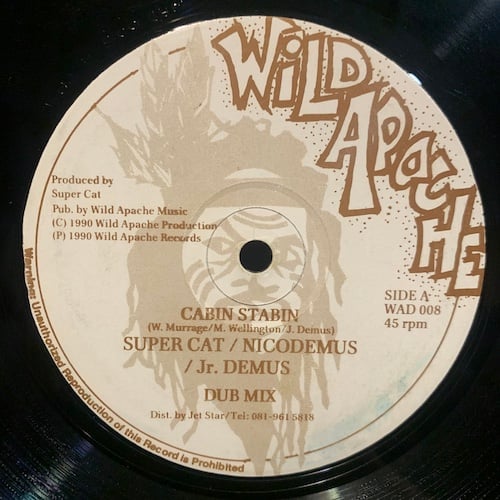 WILD
APACHE
Produced by
Super Cat
Pub. by Wild Apache Music
(C) 1990 Wild Apache Production
(P) 1990 Wild Apache Records
SIDE A
WAD 008
45 rpm
CABIN STABIN
(W. Murrage/M. Wellington/J. Demus)
SUPER CAT / NICODEMUS
/ Jr. DEMUS
DUB MIX
Dist. by Jet Star/Tel: 081-961 5818
Warning: Unauthorized Reproduction of this Record is Prohibited